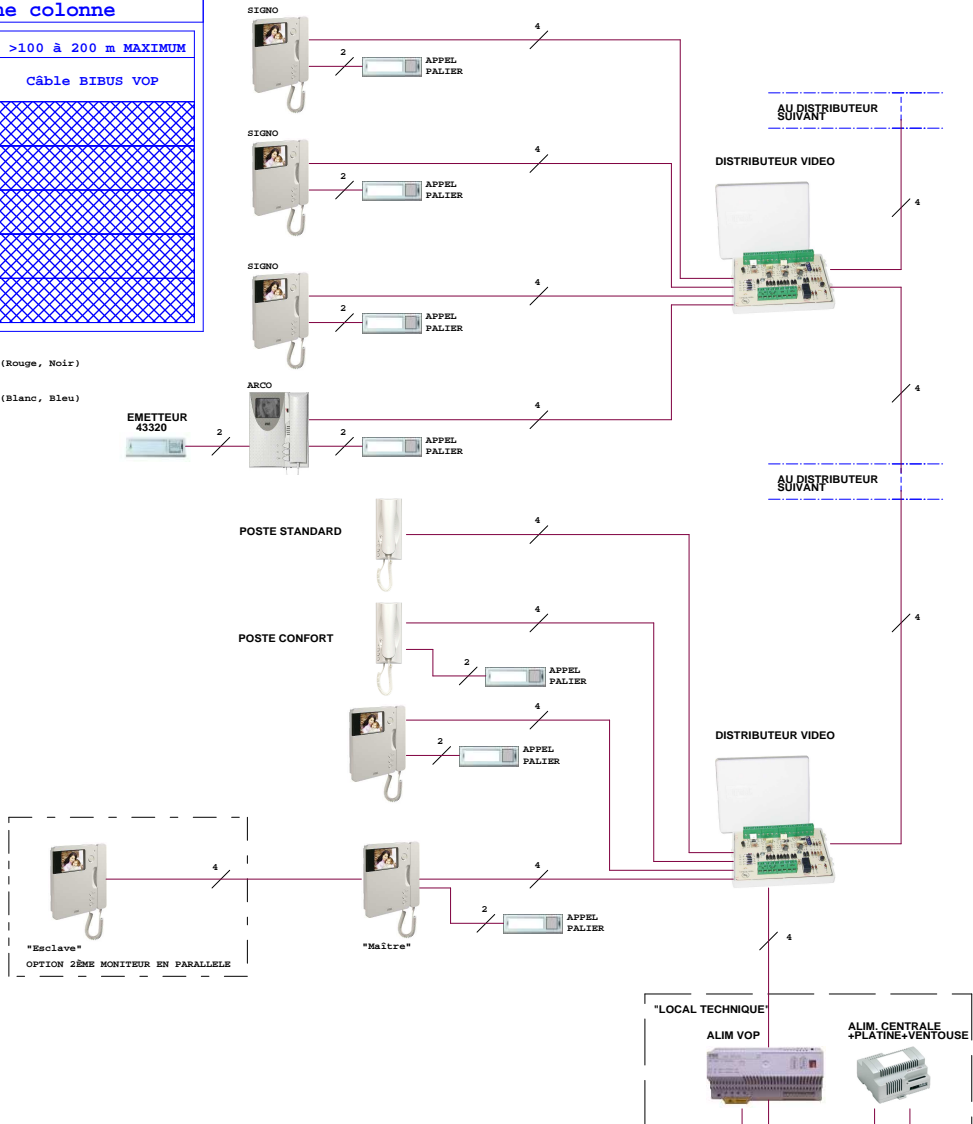 ne colonne
>100 à 200 m MAXIMUM
Câble BIBUS VOP
(Rouge, Noir)
(Blanc, Bleu)
SIGNO
4
2
APPEL
PALIER
SIGNO
4
2
APPEL
PALIER
SIGNO
4
2
APPEL
PALIER
ARCO
4
EMETTEUR
43320
2
2
APPEL
PALIER
AU DISTRIBUTEUR
SUIVANT
DISTRIBUTEUR VIDEO
4
4
AU DISTRIBUTEUR
SUIVANT
POSTE STANDARD
4
POSTE CONFORT
4
4
2
APPEL
PALIER
4
2
APPEL
PALIER
DISTRIBUTEUR VIDEO
4
4
2
APPEL
PALIER
"Esclave"
"Maître"
OPTION 2ÈME MONITEUR EN PARALLELE
4
"LOCAL TECHNIQUE"
ALIM VOP
ALIM. CENTRALE
+PLATINE+VENTOUSE